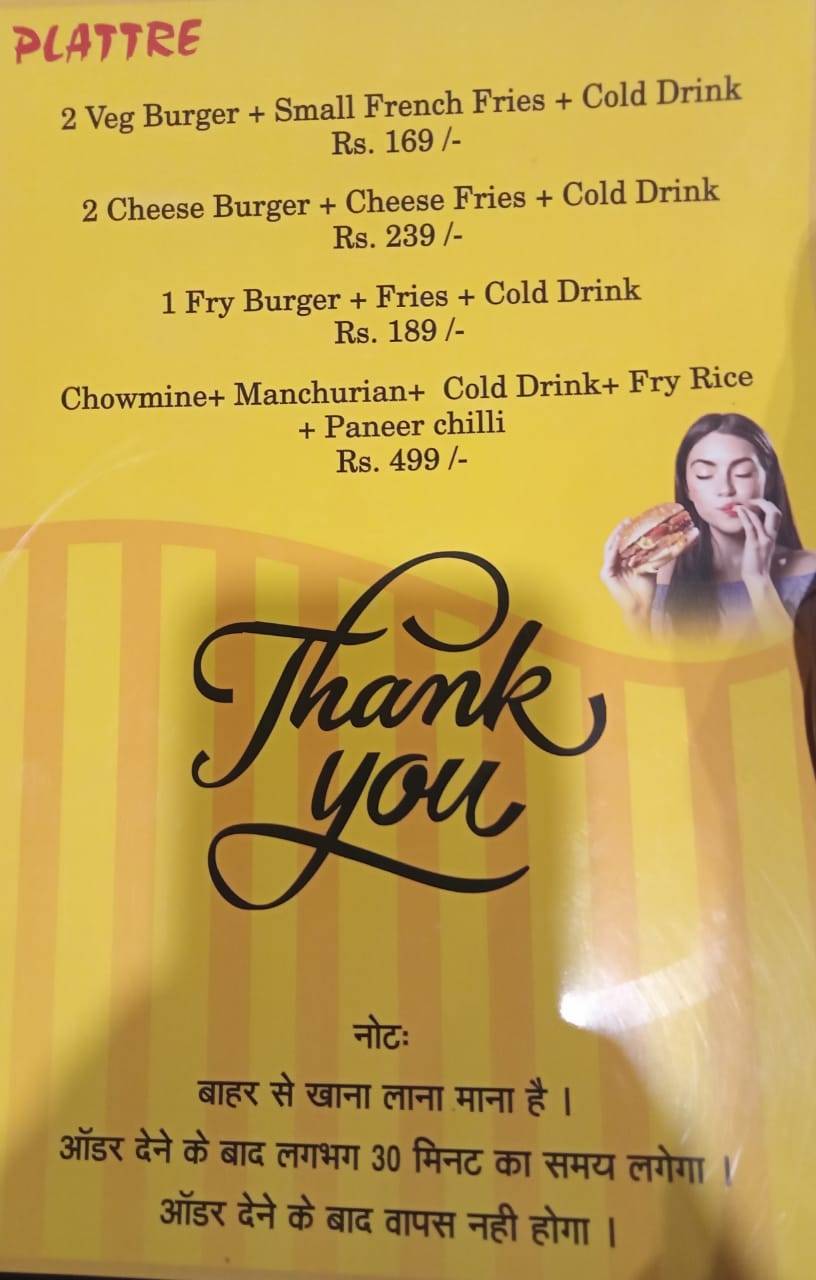 PLATTRE
2 Veg Burger + Small French Fries + Cold Drink
Rs. 169 /-
2 Cheese Burger + Cheese Fries + Cold Drink
Rs. 239 /-
1 Fry Burger + Fries + Cold Drink
Rs. 189 /-
Chowmine+ Manchurian+ Cold Drink+ Fry Rice
+ Paneer chilli
Rs. 499 /-
Thank
you
नोटः
बाहर से खाना लाना माना है ।
ऑडर देने के बाद लगभग 30 मिनट का समय लगेगा ।
ऑडर देने के बाद वापस नही होगा ।